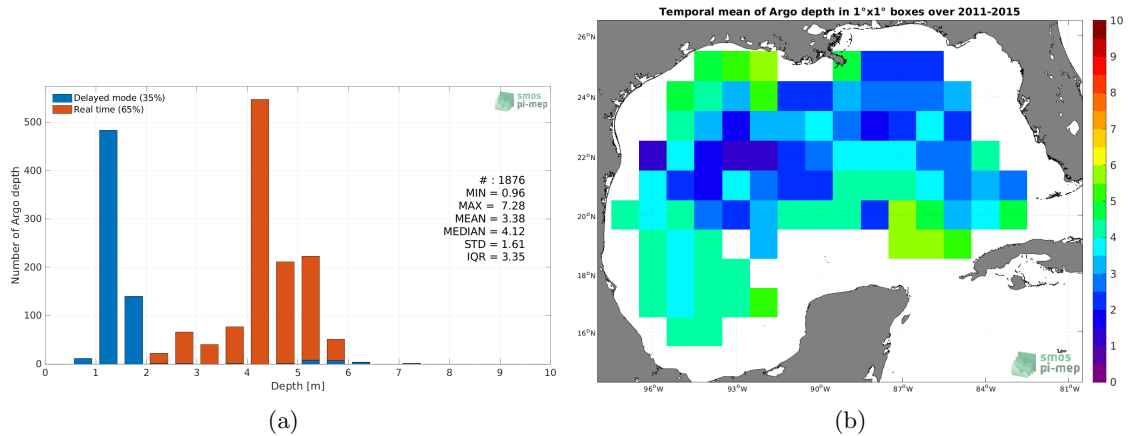 Temporal mean of Argo depth in 1°x1° boxes over 2011-2015
Delayed mode (35%)
Real time (65%)
smos
pi-mep
# : 1876
MIN = 0.96
MAX = 7.28
MEAN = 3.38
MEDIAN = 4.12
STD = 1.61
IQR = 3.35
Number of Argo depth
500
400
300
200
100
0
0 1 2 3 4 5 6 7 8 9 10
Depth [m]
(a)
26°N
24°N
22°N
20°N
18°N
16°N
96°W 93°W 90°W 87°W 84°W 81°W
smos
pi-mep
10
9
8
7
6
5
4
3
2
1
0
(b)